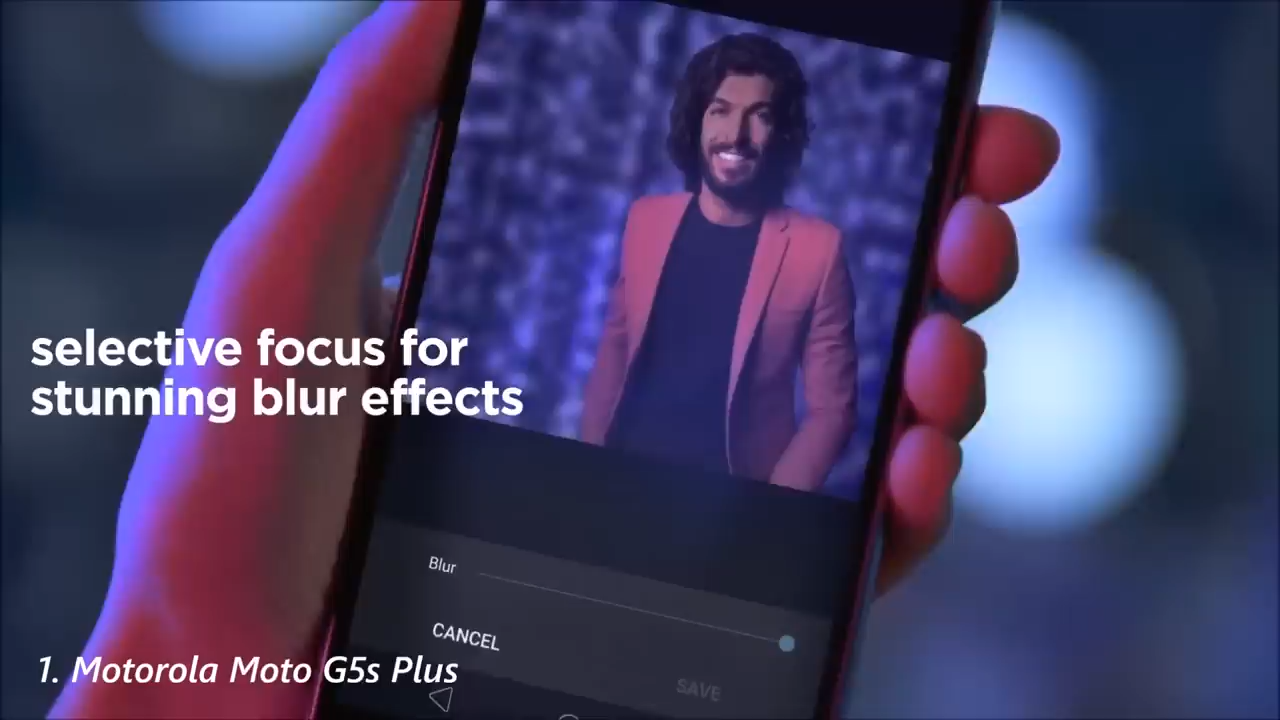 selective focus for
stunning blur effects
Blur
CANCEL
SAVE
1. Motorola Moto G5s Plus